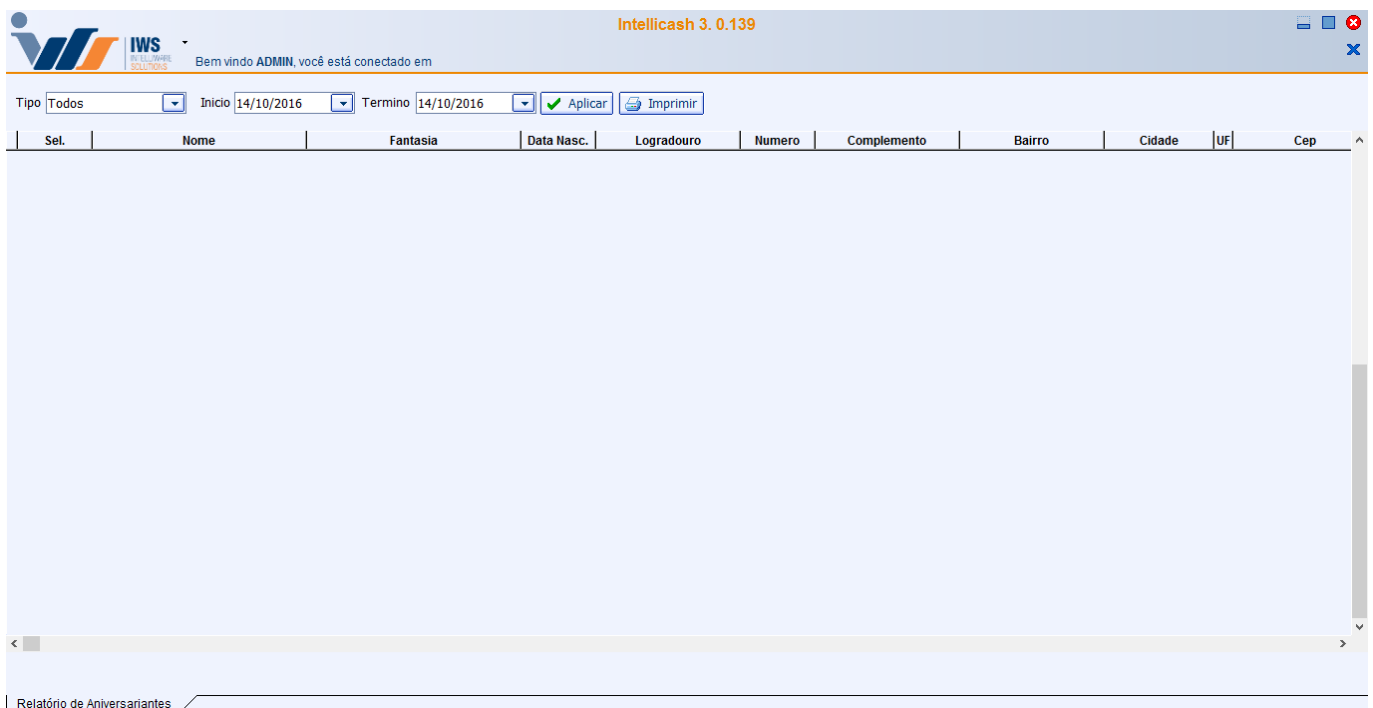 Intellicash 3. 0.139
IWS
INTELLIWARE
SOLUTIONS
Bem vindo ADMIN, você está conectado em
Tipo Todos Inicio 14/10/2016 Termino 14/10/2016 Aplicar Imprimir
Sel. Nome Fantasia Data Nasc. Logradouro Numero Complemento Bairro Cidade UF Cep
Relatório de Aniversariantes